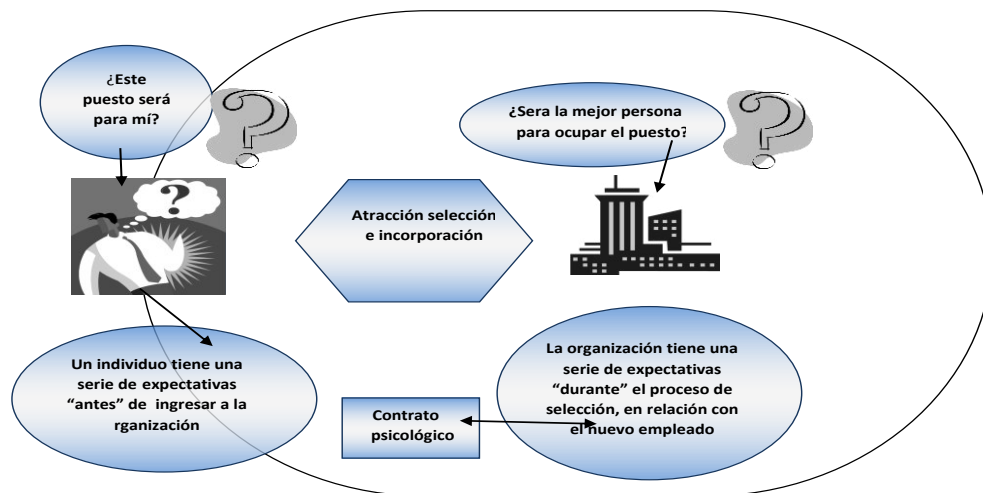 ¿Este
puesto será
para mí?
¿Sera la mejor persona
para ocupar el puesto?
Atracción selección
e incorporación
Un individuo tiene una
serie de expectativas
“antes” de ingresar a la
rganización
Contrato
psicológico
La organización tiene una
serie de expectativas
“durante” el proceso de
selección, en relación con
el nuevo empleado